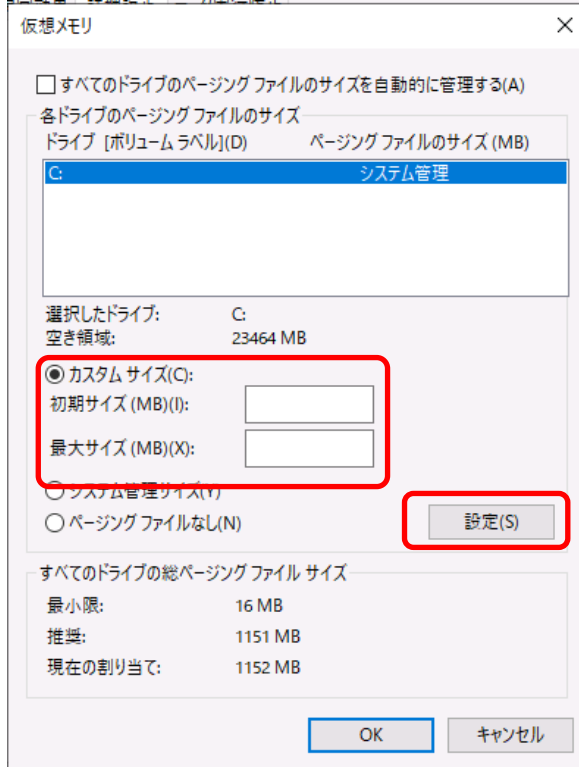 仮想メモリ
すべてのドライブのページング ファイルのサイズを自動的に管理する(A)
各ドライブのページング ファイルのサイズ
ドライブ [ボリューム ラベル](D) ページング ファイルのサイズ (MB)
C: システム管理
選択したドライブ: C:
空き領域: 23464 MB
カスタム サイズ(C):
初期サイズ (MB)(I):
最大サイズ (MB)(X):
システム管理サイズ(Y)
ページング ファイルなし(N)
設定(S)
すべてのドライブの総ページング ファイル サイズ
最小限: 16 MB
推奨: 1151 MB
現在の割り当て: 1152 MB
OK キャンセル